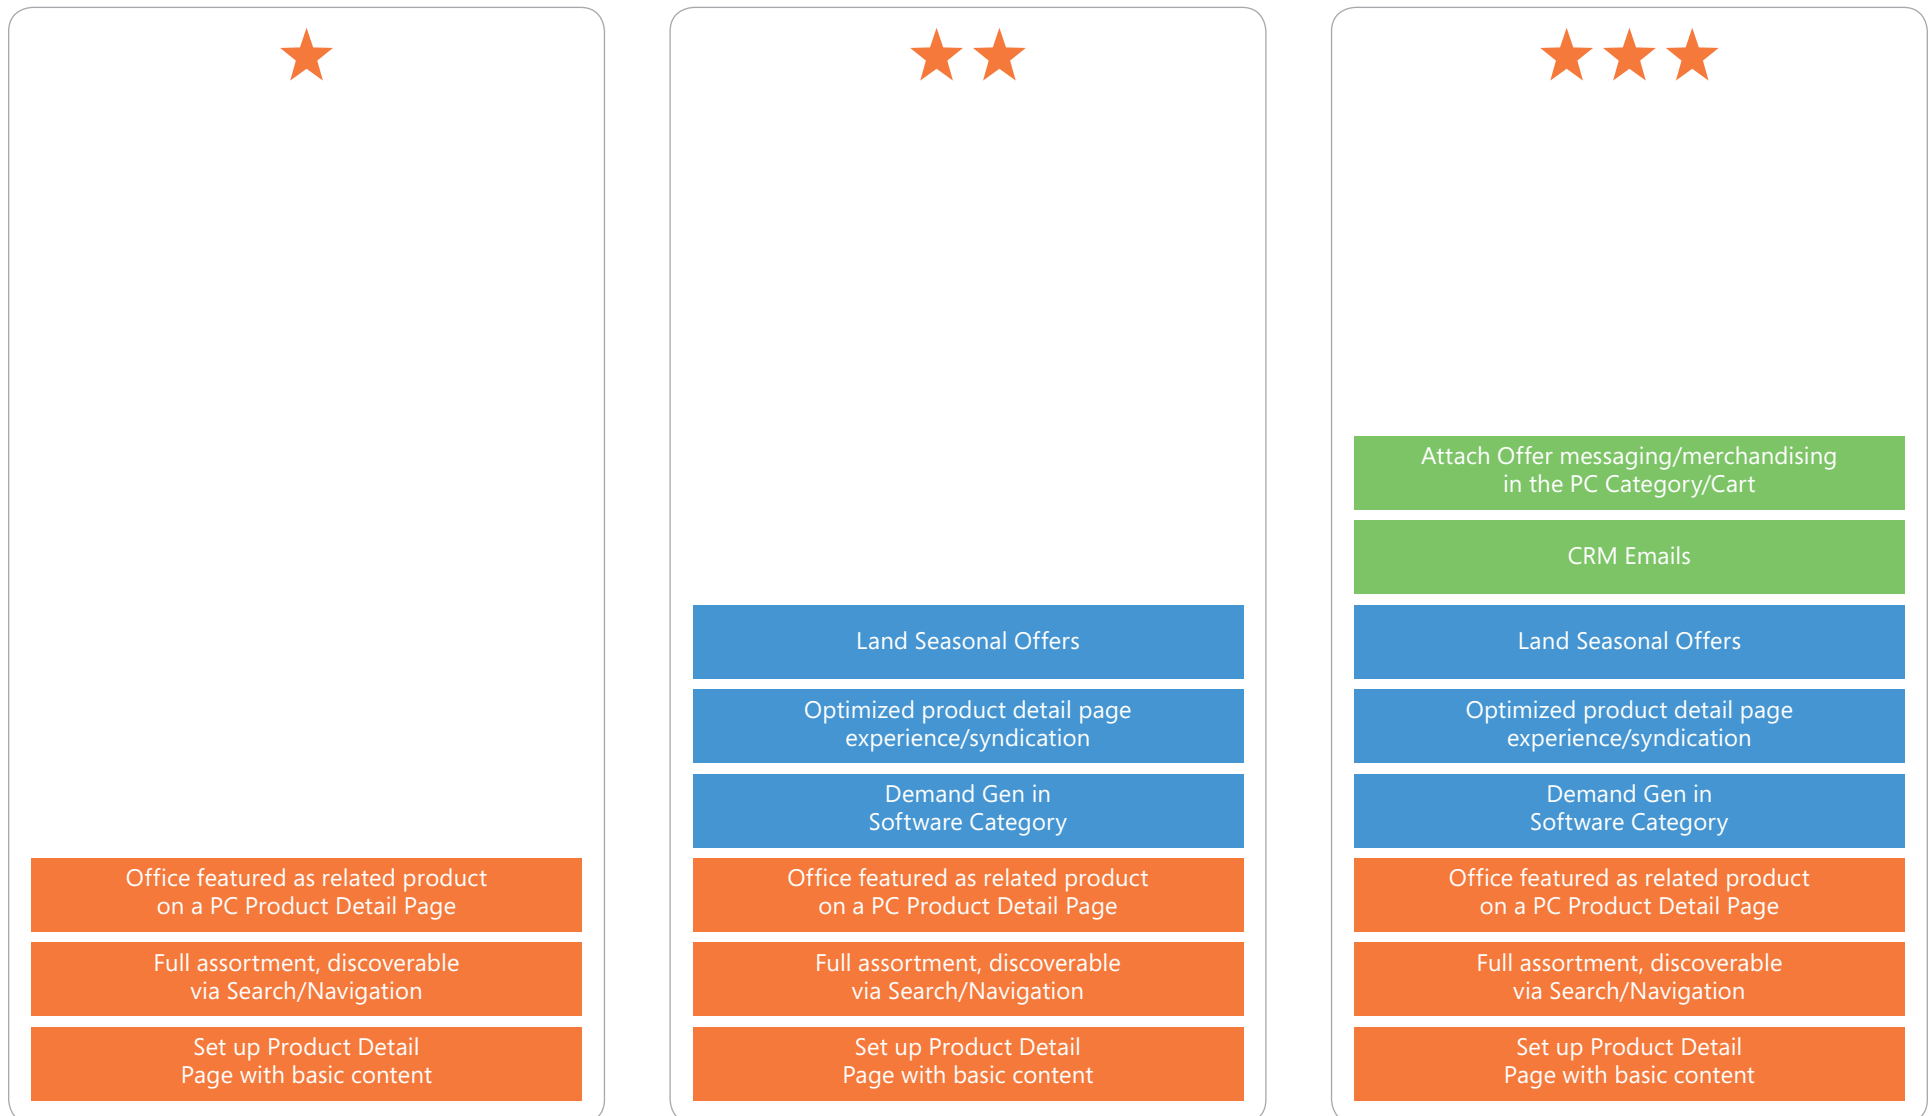 Office featured as related product
on a PC Product Detail Page
Full assortment, discoverable
via Search/Navigation
Set up Product Detail
Page with basic content
Land Seasonal Offers
Optimized product detail page
experience/syndication
Demand Gen in
Software Category
Office featured as related product
on a PC Product Detail Page
Full assortment, discoverable
via Search/Navigation
Set up Product Detail
Page with basic content
Attach Offer messaging/merchandising
in the PC Category/Cart
CRM Emails
Land Seasonal Offers
Optimized product detail page
experience/syndication
Demand Gen in
Software Category
Office featured as related product
on a PC Product Detail Page
Full assortment, discoverable
via Search/Navigation
Set up Product Detail
Page with basic content